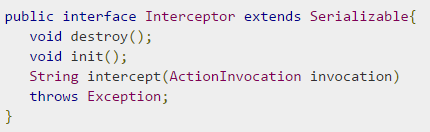 public interface Interceptor extends Serializable{
   void destroy();
   void init();
   String intercept(ActionInvocation invocation)
   throws Exception;
}